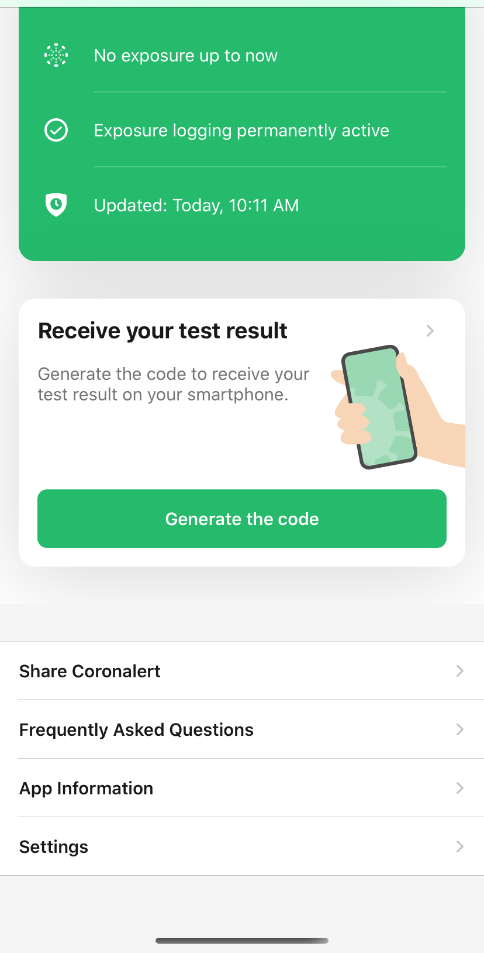 No exposure up to now
Exposure logging permanently active
Updated: Today, 10:11 AM
Receive your test result
Generate the code to receive your
test result on your smartphone.
Generate the code
Share Coronalert
Frequently Asked Questions
App Information
Settings